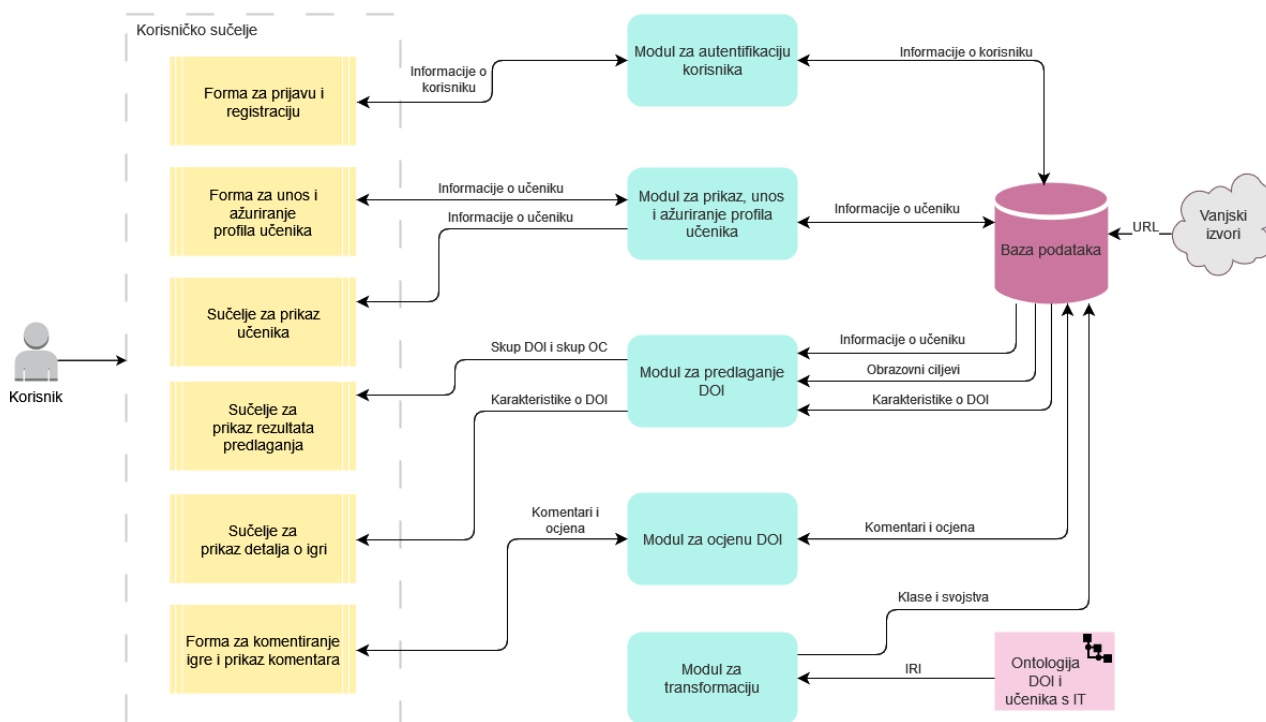 Korisničko sučelje
Forma za prijavu i
registraciju
Informacije o
korisniku
Modul za autentifikaciju
korisnika
Informacije o korisniku
Forma za unos i
ažuriranje
profila učenika
Informacije o učeniku
Informacije o učeniku
Modul za prikaz, unos
i ažuriranje profila
učenika
Informacije o učeniku
Baza podataka
URL
Vanjski
izvori
Sučelje za prikaz
učenika
Korisnik
Skup DOI i skup OC
Karakteristike o DOI
Modul za predlaganje
DOI
Informacije o učeniku
Obrazovni ciljevi
Karakteristike o DOI
Sučelje za
prikaz rezultata
predlaganja
Sučelje za
prikaz detalja o igri
Komentari i
ocjena
Modul za ocjenu DOI
Komentari i ocjena
Forma za komentiranje
igre i prikaz komentara
Modul za
transformaciju
Klase i svojstva
IRI
Ontologija
DOI i
učenika s IT